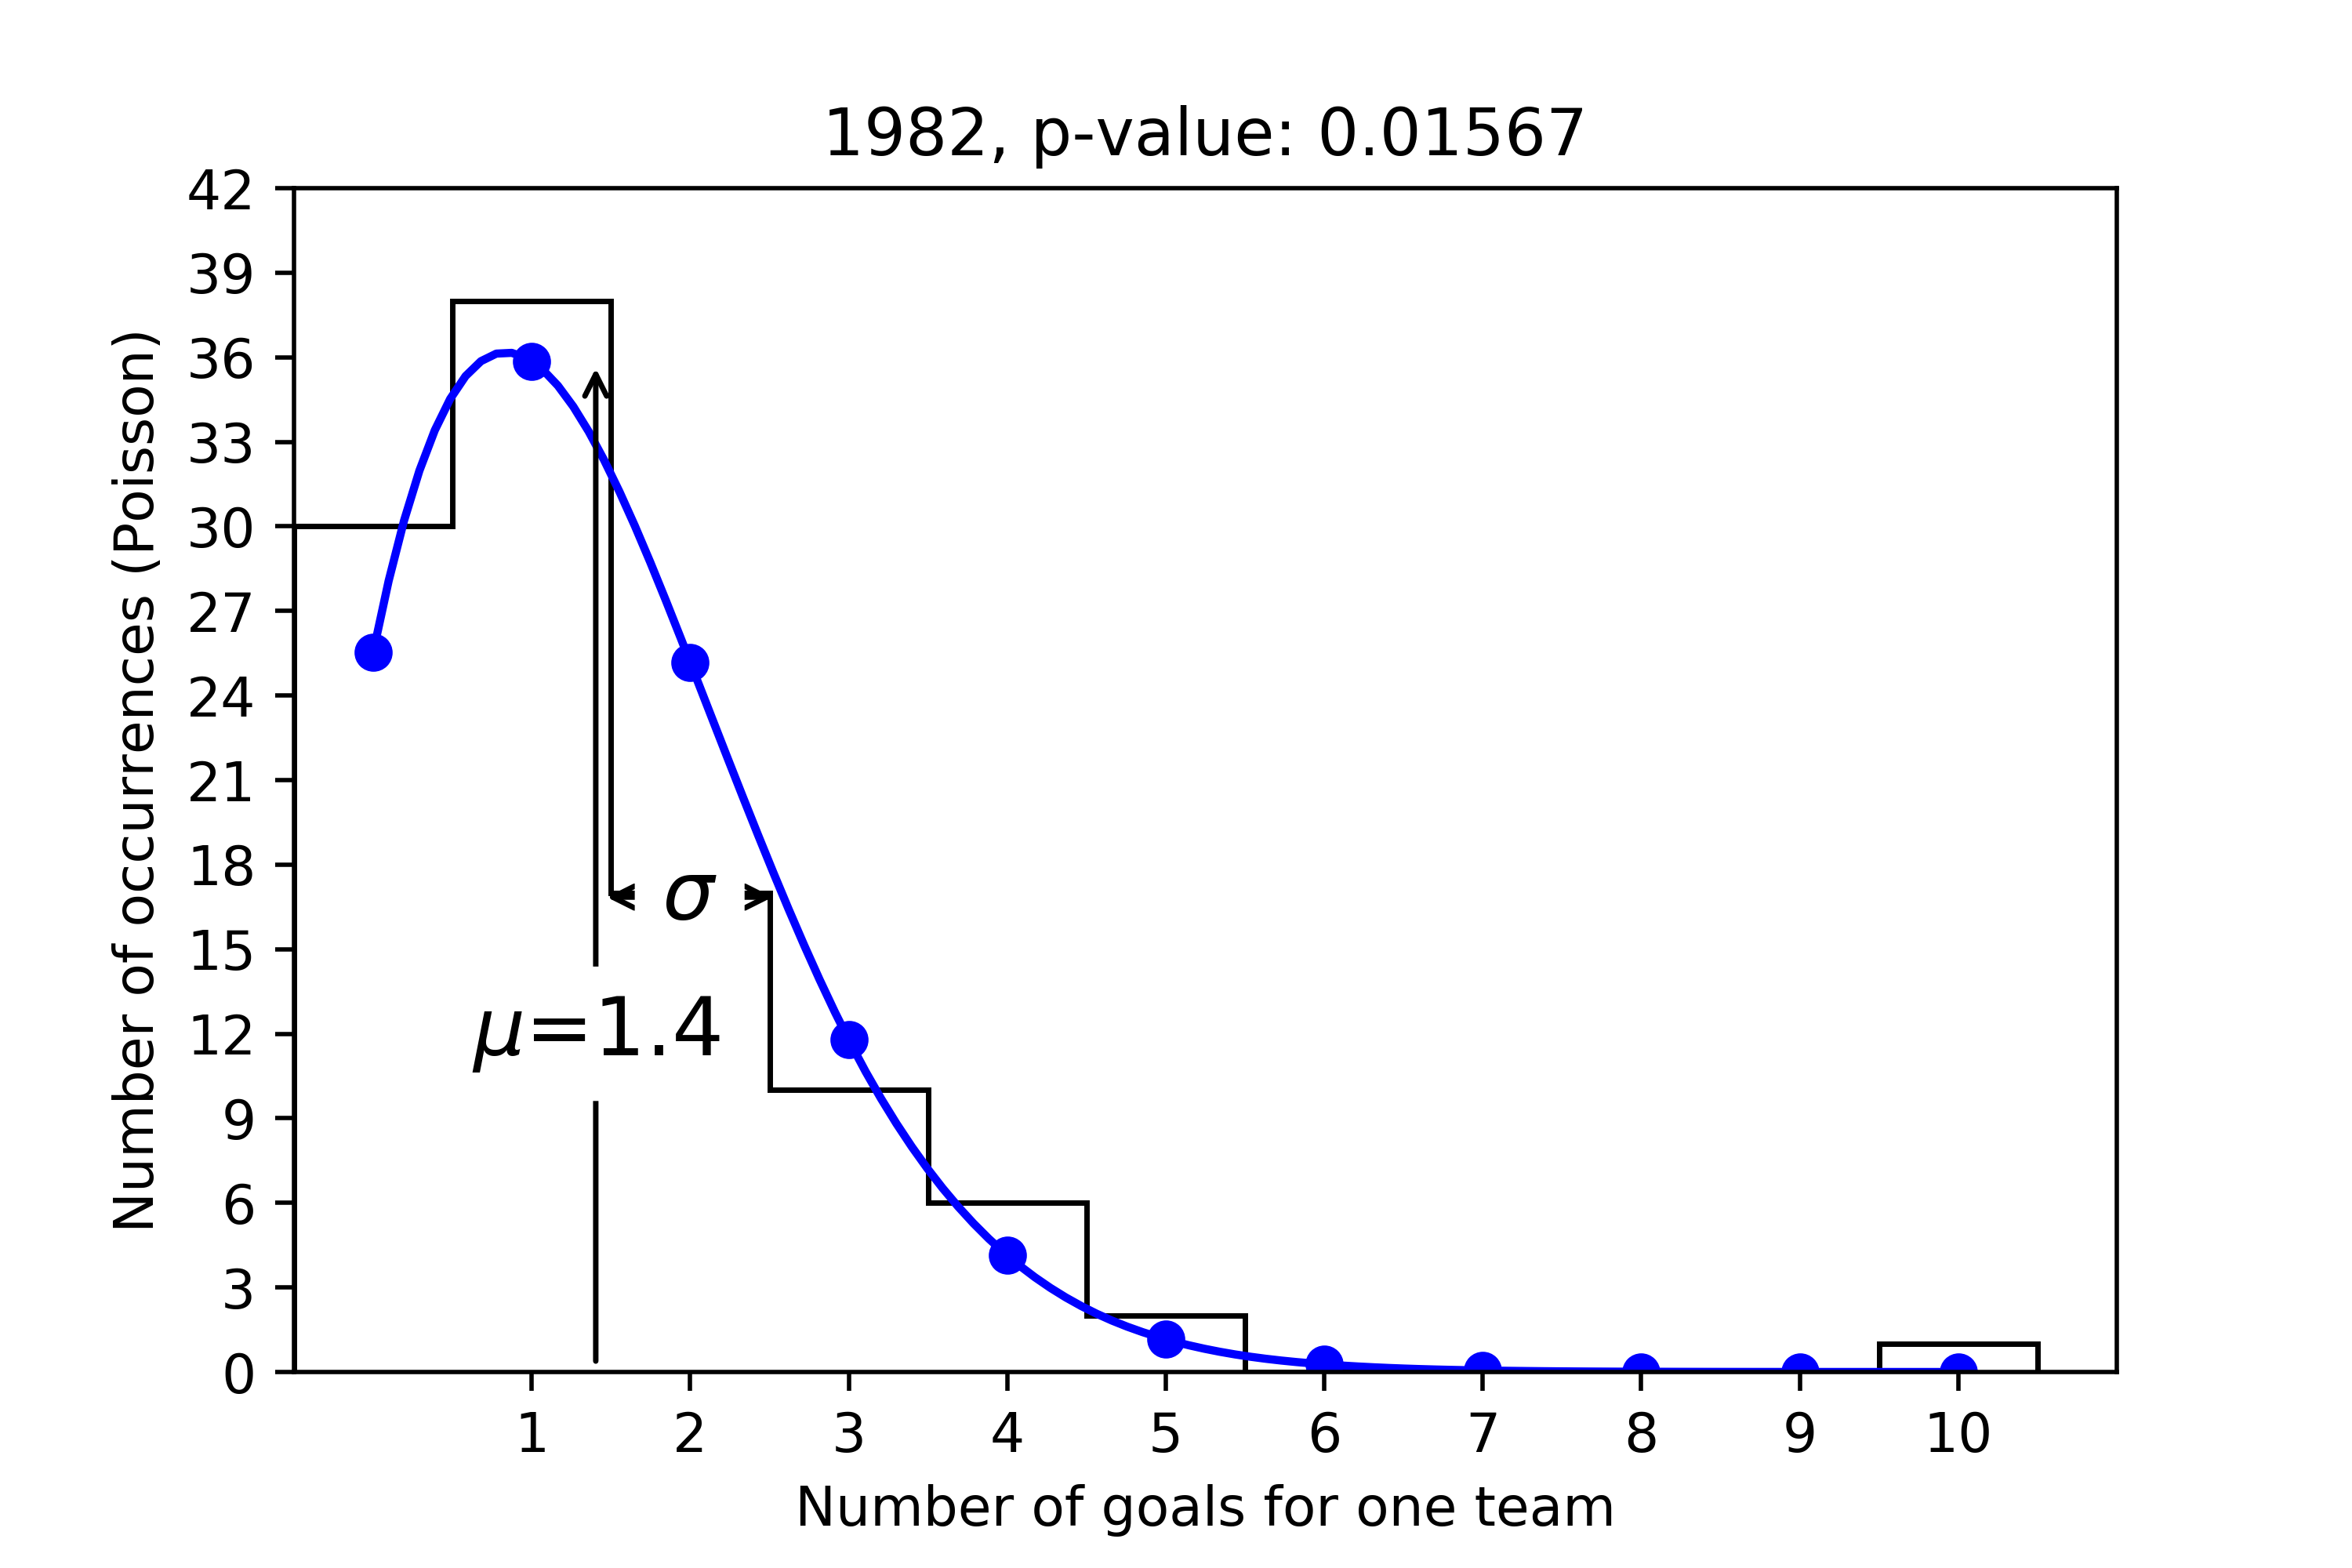 1982, p-value: 0.01567
Number of occurrences (Poisson)
42
39
36
33
30
27
24
21
18
15
12
9
6
3
0
σ
μ=1.4
1 2 3 4 5 6 7 8 9 10
Number of goals for one team